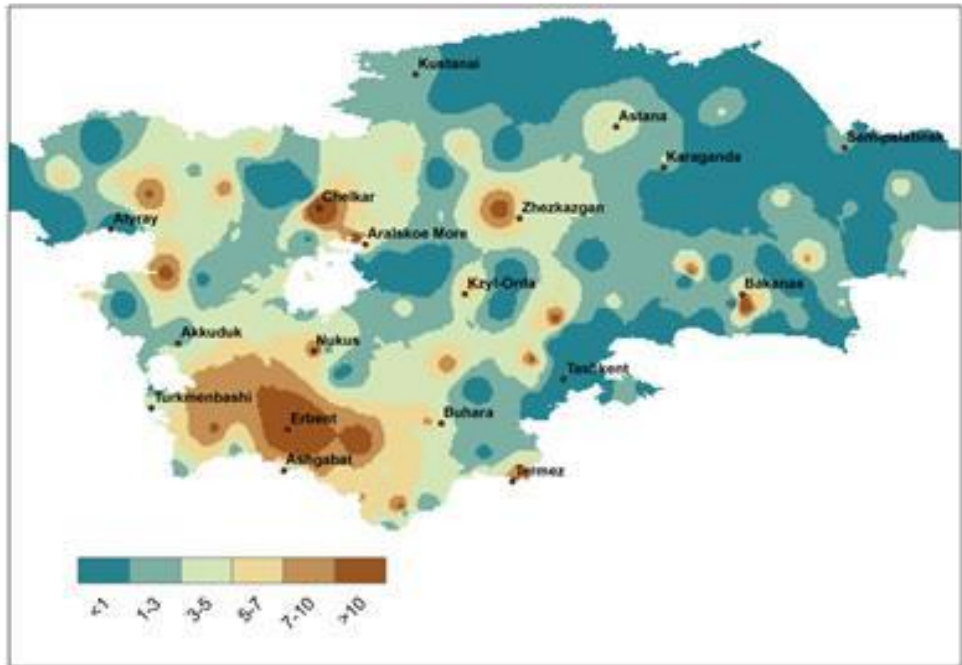 Kustanai
Astana
Semipalatinsk
Karaganda
Chelkar
Zhezkazgan
Atyray
Aralskoe More
Kzyl-Orda
Bakanas
Akkuduk
Nukus
Tashkent
Turkmenbashi
Buhara
Erbent
Ashgabat
Termez
<1 1-3 3-5 5-7 7-10 >10